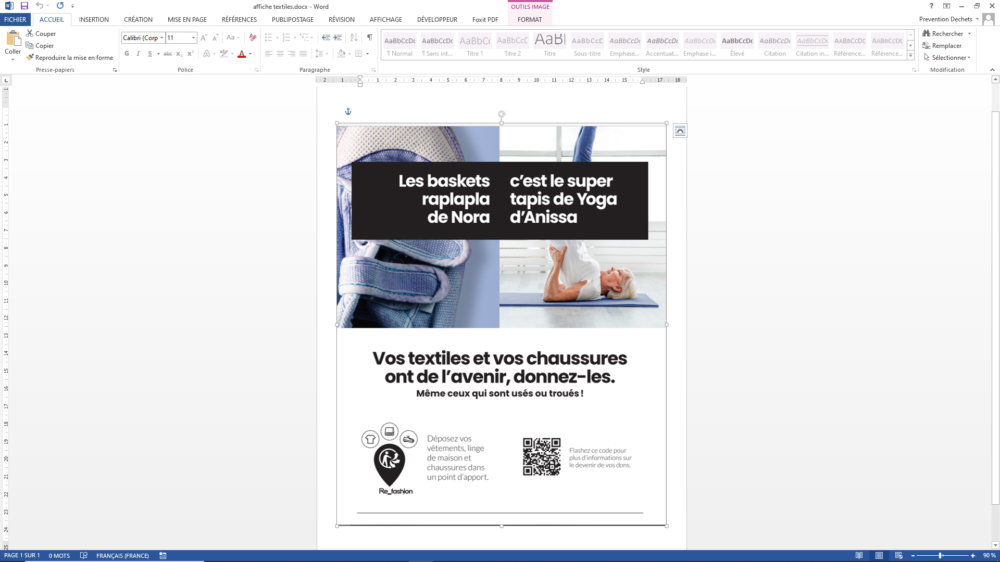 affiche textiles.docx - Word
OUTILS IMAGE
FICHIER
ACCUEIL
INSERTION
CRÉATION
MISE EN PAGE
RÉFÉRENCES
PUBLIPOSTAGE
RÉVISION
AFFICHAGE
DÉVELOPPEUR
Foxit PDF
FORMAT
Prevention Dechets
Coller
Couper
Copier
Reproduire la mise en forme
Presse-papiers
Calibri (Corp
11
Police
Paragraphe
AaBbCcDc
¶ Normal
AaBbCcDc
¶ Sans int...
AaBbCc
Titre 1
AaBbCcD
Titre 2
AaBl
Titre
AaBbCcD
Sous-titre
AaBbCcDc
Emphase...
AaBbCcDc
Accentuat...
AaBbCcDc
Emphase i...
AaBbCcDc
Élevé
AaBbCcDc
Citation
AaBbCcDc
Citation in...
AABBCCDE
Référence...
AABBCCDE
Référence...
Style
Rechercher
Remplacer
Sélectionner
Modification
Les baskets
raplapla
de Nora
c’est le super
tapis de Yoga
d’Anissa
Vos textiles et vos chaussures
ont de l’avenir, donnez-les.
Même ceux qui sont usés ou troués !
Déposez vos
vêtements, linge
de maison et
chaussures dans
un point d’apport.
Re_fashion
Flashez ce code pour
plus d’informations sur
le devenir de vos dons.
PAGE 1 SUR 1
0 MOTS
FRANÇAIS (FRANCE)
90 %